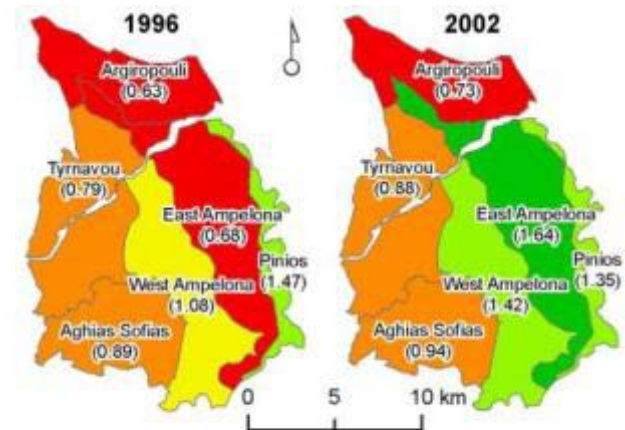 1996
Argiropouli
(0.63)
Tyrnavou
(0.79)
East Ampelona
(0.68)
Pinios
(1.47)
West Ampelona
(1.08)
Aghias Sofias
(0.89)
2002
Argiropouli
(0.73)
Tyrnavou
(0.88)
East Ampelona
(1.64)
Pinios
(1.35)
West Ampelona
(1.42)
Aghias Sofias
(0.94)
0 5 10 km